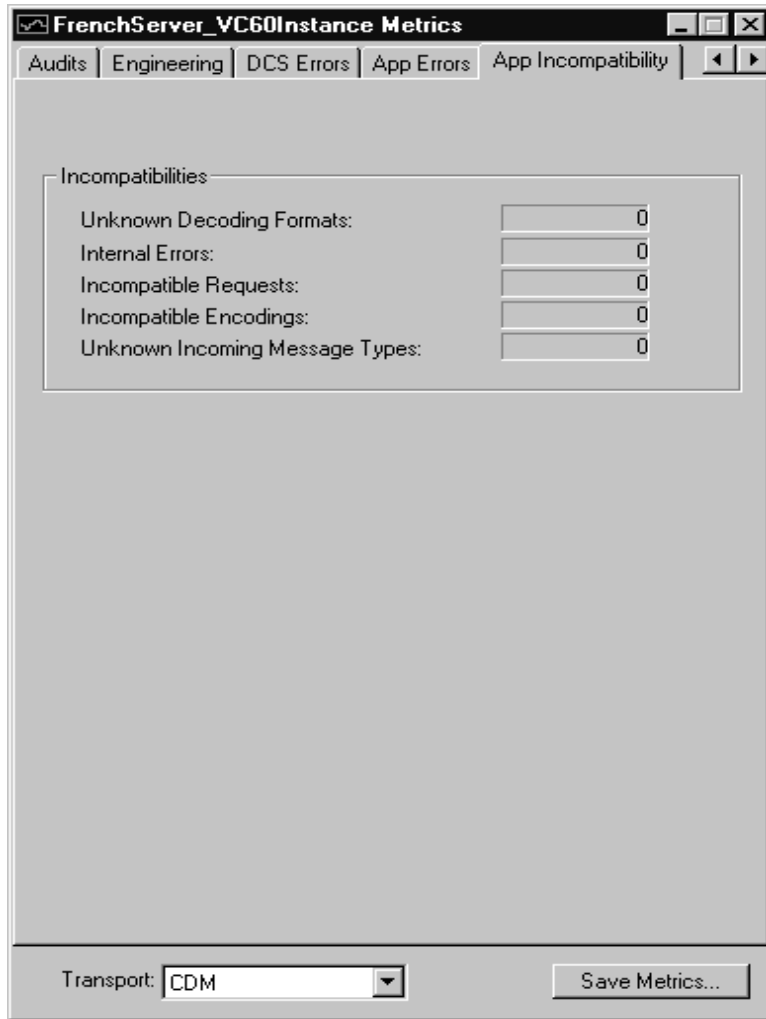 FrenchServer_VC60Instance Metrics
Audits Engineering DCS Errors App Errors App Incompatibility
Incompatibilities
Unknown Decoding Formats: 0
Internal Errors: 0
Incompatible Requests: 0
Incompatible Encodings: 0
Unknown Incoming Message Types: 0
Transport: CDM Save Metrics...